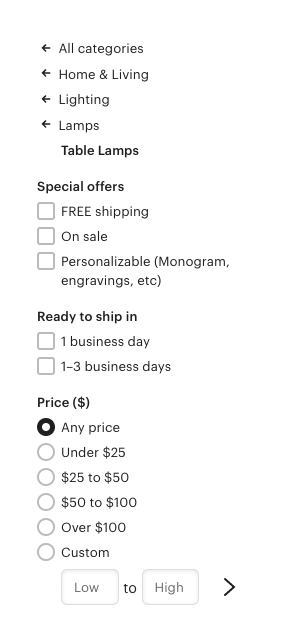 ← All categories
← Home & Living
← Lighting
← Lamps
Table Lamps
Special offers
FREE shipping
On sale
Personalizable (Monogram,
engravings, etc)
Ready to ship in
1 business day
1–3 business days
Price ($)
Any price
Under $25
$25 to $50
$50 to $100
Over $100
Custom
Low to High